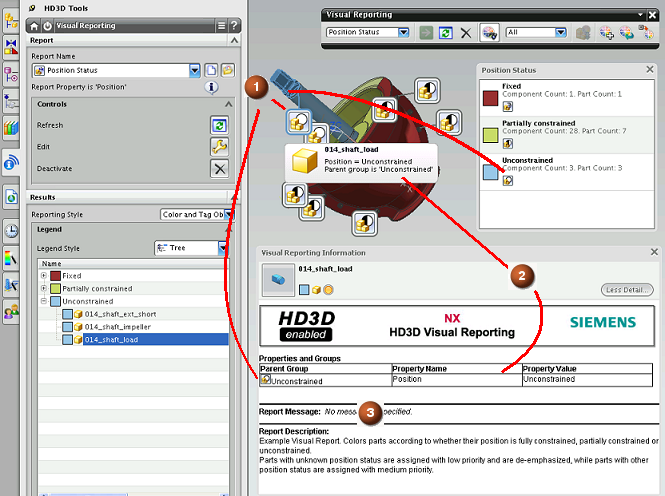 HD3D Tools
Visual Reporting
Report
Report Name
Position Status
Report Property is 'Position'
Controls
Refresh
Edit
Deactivate
Results
Reporting Style
Color and Tag Ob
Legend
Legend Style
Tree
Name
Fixed
Partially constrained
Unconstrained
014_shaft_ext_short
014_shaft_impeller
014_shaft_load
Visual Reporting
Position Status
All
1
014_shaft_load
Position = Unconstrained
Parent group is 'Unconstrained'
X
Position Status
Fixed
Component Count: 1. Part Count: 1
Partially constrained
Component Count: 28. Part Count: 7
Unconstrained
Component Count: 3. Part Count: 3
2
Visual Reporting Information
014_shaft_load
Less Detail...
HD3D
enabled
NX
HD3D Visual Reporting
SIEMENS
Properties and Groups
Parent Group Property Name Property Value
Unconstrained Position Unconstrained
3
Report Message: No mess pecified.
Report Description:
Example Visual Report. Colors parts according to whether their position is fully constrained, partially constrained or
unconstrained.
Parts with unknown position status are assigned with low priority and are de-emphasized, while parts with other
position status are assigned with medium priority.